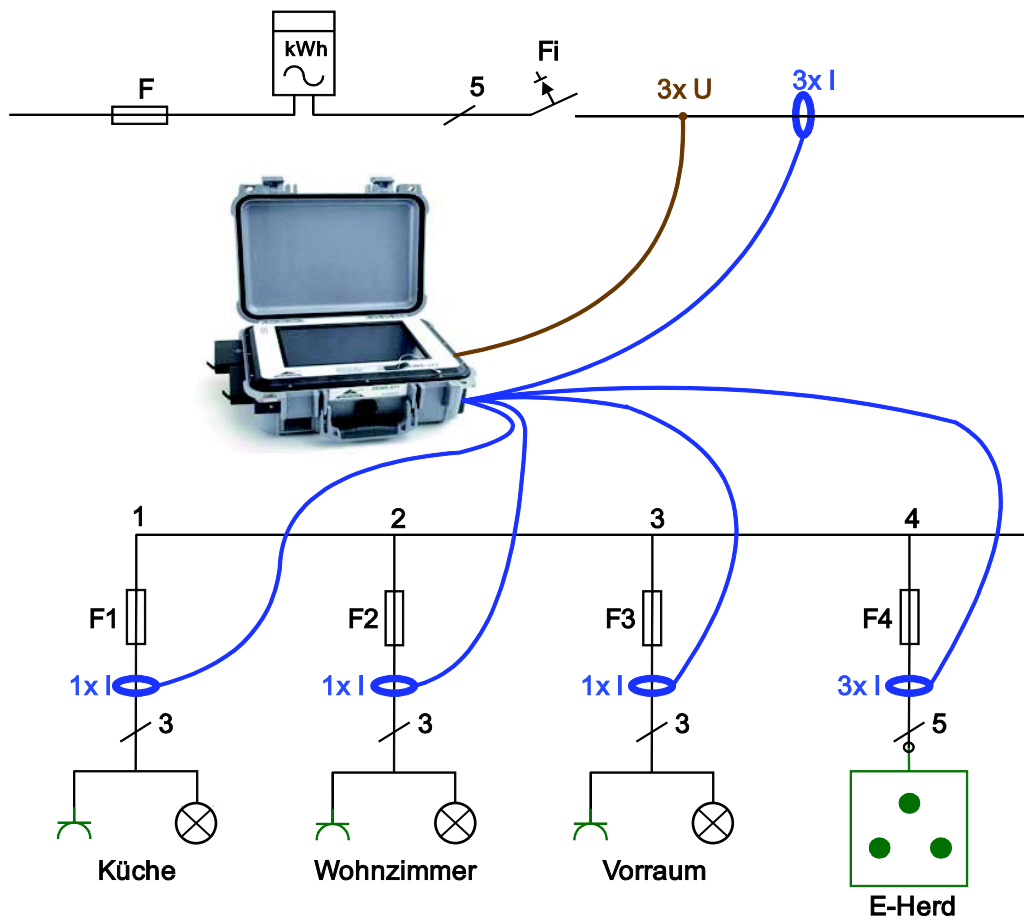 kWh
F
5
Fi
3x U
3x I
1
2
3
4
F1
F2
F3
F4
1x I
1x I
1x I
3x I
3
3
3
5
Küche
Wohnzimmer
Vorraum
E-Herd